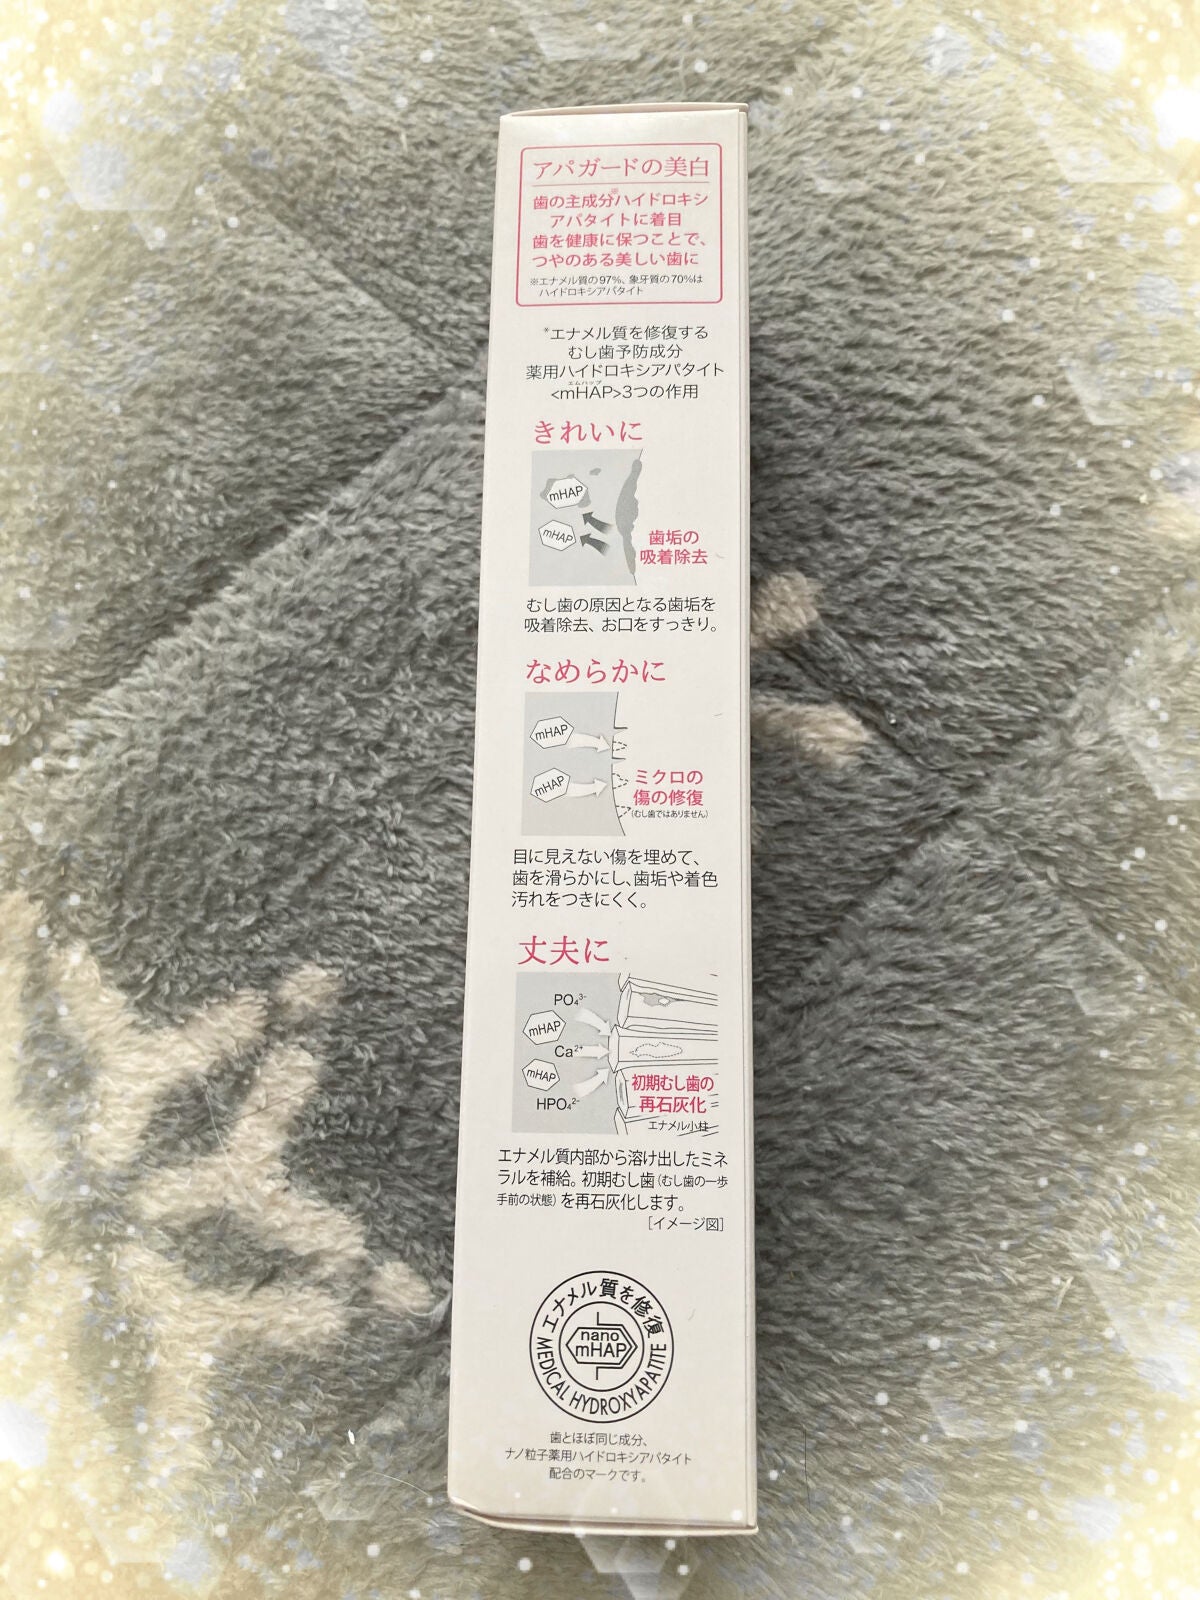 アパガードの美白
歯の主成分※ハイドロキシ
アパタイトに着目
歯を健康に保つことで、
つやのある美しい歯に
※エナメル質の97%、象牙質の70%は
ハイドロキシアパタイト
*エナメル質を修復する
むし歯予防成分
薬用ハイドロキシアパタイト
エムハップ
<mHAP>3つの作用
きれいに
mHAP
mHAP
歯垢の
吸着除去
むし歯の原因となる歯垢を
吸着除去、お口をすっきり。
なめらかに
mHAP
mHAP
ミクロの
傷の修復
(むし歯ではありません)
目に見えない傷を埋めて、
歯を滑らかにし、歯垢や着色
汚れをつきにくく。
丈夫に
PO₄³⁻
mHAP
Ca²⁺
mHAP
HPO₄²⁻
初期むし歯の
再石灰化
エナメル小柱
エナメル質内部から溶け出したミネ
ラルを補給。初期むし歯(むし歯の一歩
手前の状態)を再石灰化します。
[イメージ図]
エナメル質を修復
nano
mHAP
MEDICAL HYDROXYAPATITE
歯とほぼ同じ成分、
ナノ粒子薬用ハイドロキシアパタイト
配合のマークです。